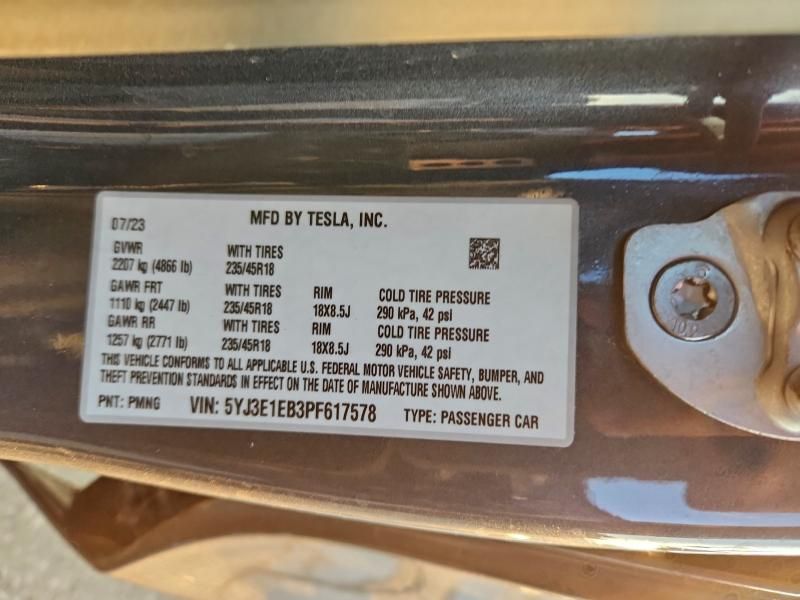 07/23 MFD BY TESLA, INC.
GVWR WITH TIRES
2207 kg (4866 lb) 235/45R18
GAWR FRT WITH TIRES RIM COLD TIRE PRESSURE
1110 kg (2447 lb) 235/45R18 18X8.5J 290 kPa, 42 psi
GAWR RR WITH TIRES RIM COLD TIRE PRESSURE
1257 kg (2771 lb) 235/45R18 18X8.5J 290 kPa, 42 psi
THIS VEHICLE CONFORMS TO ALL APPLICABLE U.S. FEDERAL MOTOR VEHICLE SAFETY, BUMPER, AND
THEFT PREVENTION STANDARDS IN EFFECT ON THE DATE OF MANUFACTURE SHOWN ABOVE.
PNT: PMNG VIN: 5YJ3E1EB3PF617578 TYPE: PASSENGER CAR